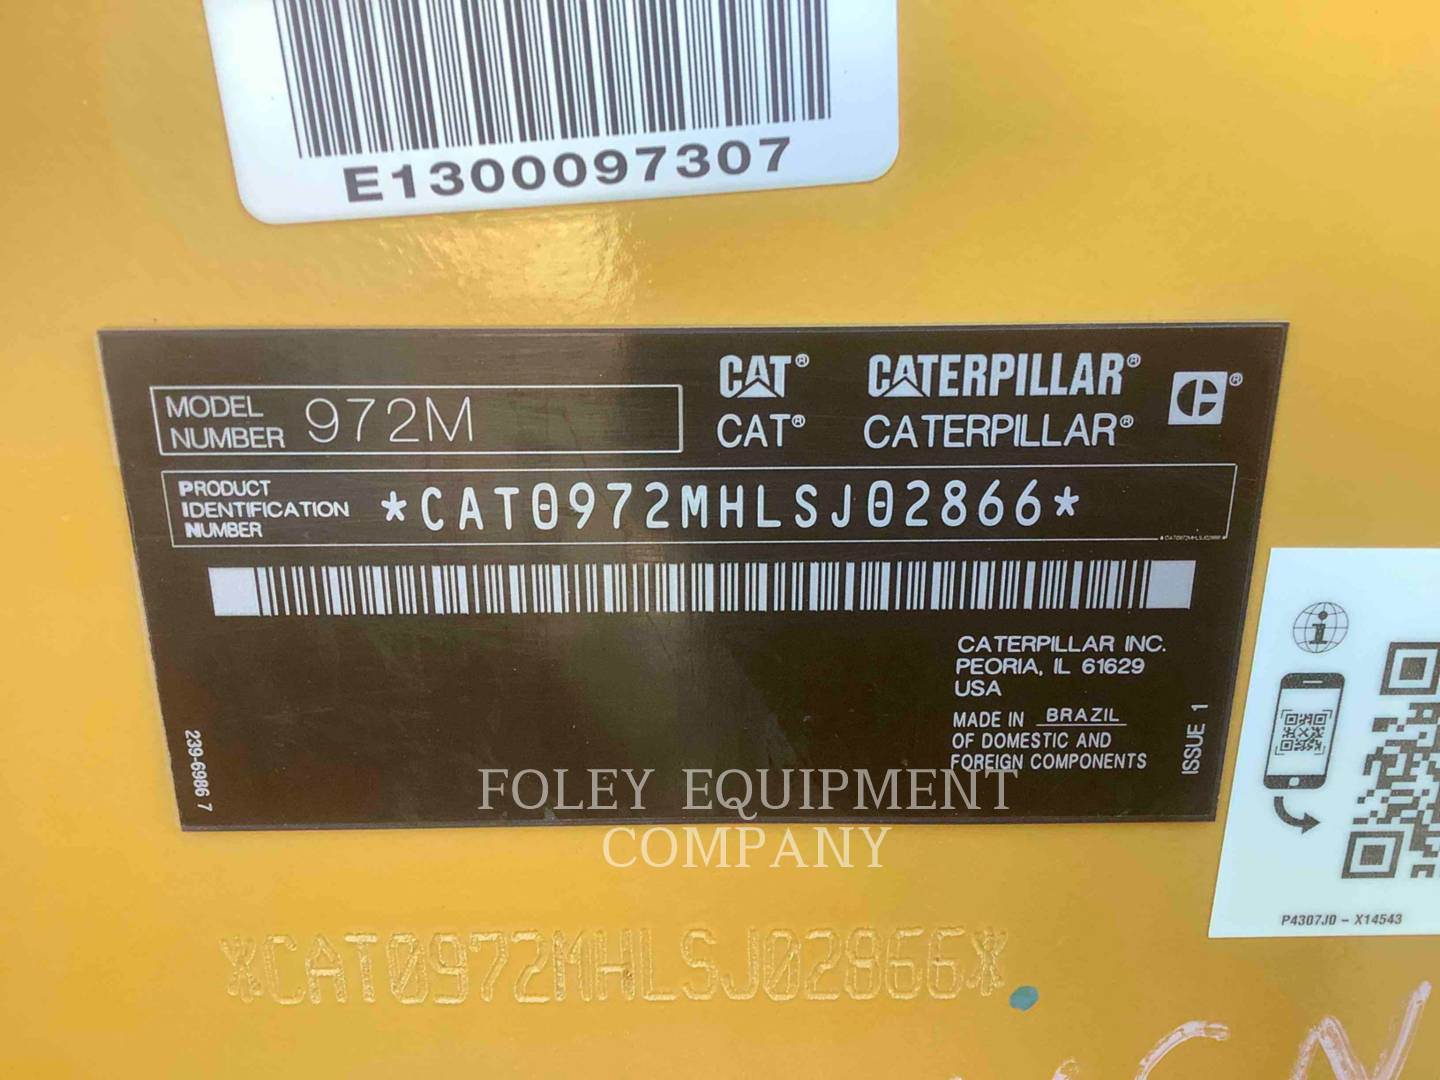 E1300097307
MODEL NUMBER 972M
CAT® CATERPILLAR® ®
CAT® CATERPILLAR®
PRODUCT IDENTIFICATION NUMBER *CAT0972MHLSJ02866*
*CAT0972MHLSJ02866*
CATERPILLAR INC.
PEORIA, IL 61629
USA
MADE IN BRAZIL
OF DOMESTIC AND
FOREIGN COMPONENTS
ISSUE 1
239-6986 7
FOLEY EQUIPMENT
COMPANY
i
P4307J0 - X14543
*CAT0972MHLSJ02866*